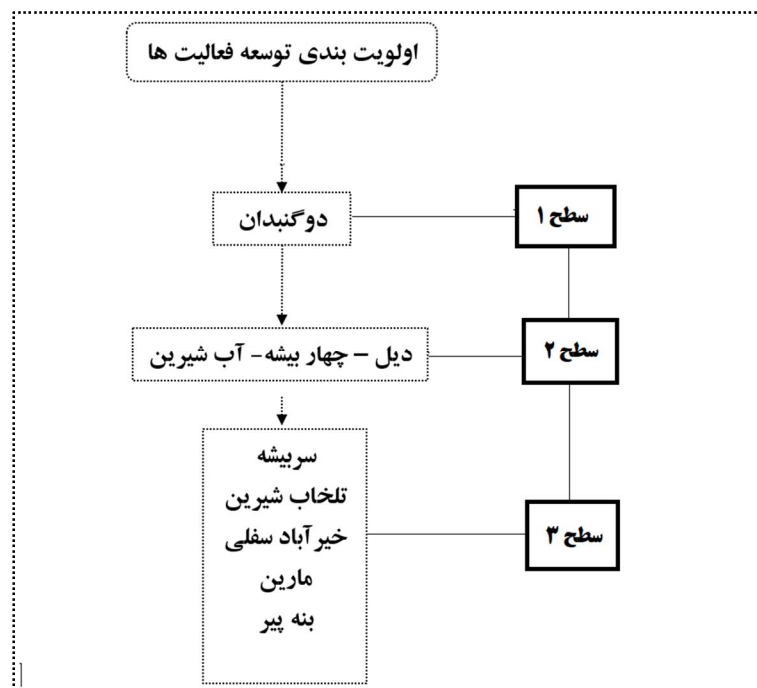 اولویت بندی توسعه فعالیت ها
دوگنبدان
سطح ۱
دیل – چهار بیشه- آب شیرین
سطح ۲
سربیشه
تلخاب شیرین
خیرآباد سفلی
مارین
بنه پیر
سطح ۳